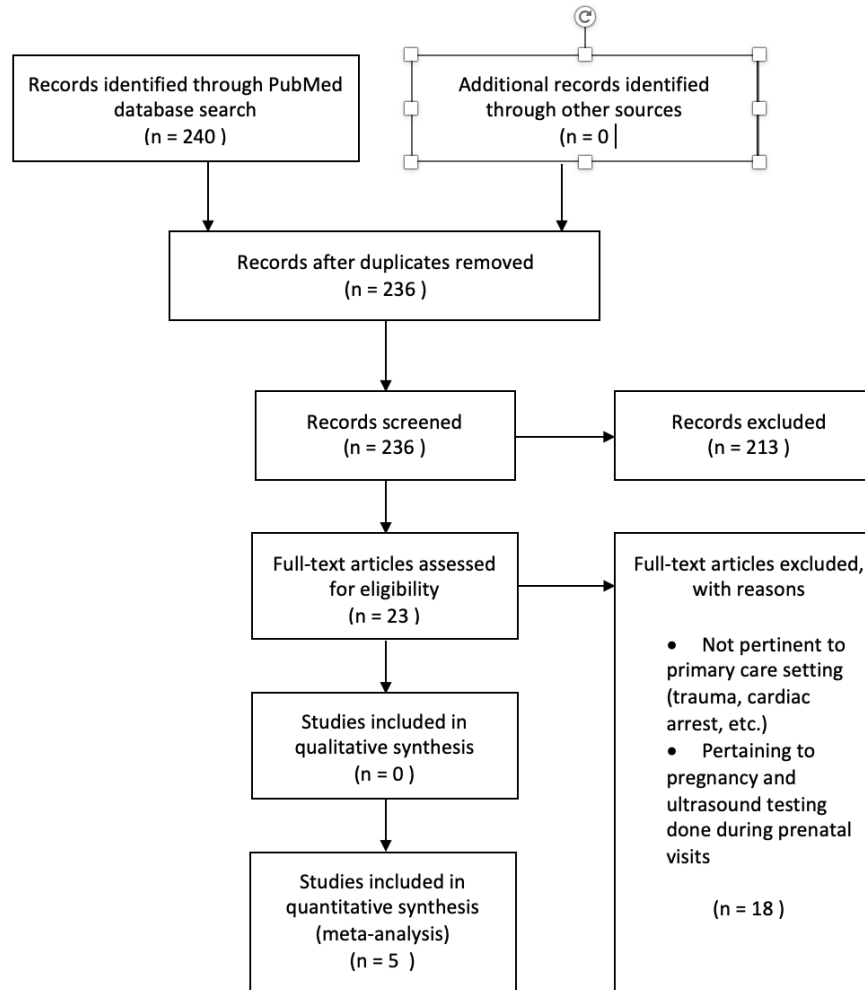 Records identified through PubMed
database search
(n = 240 )
Additional records identified
through other sources
(n = 0
Records after duplicates removed
(n = 236 )
Records screened
(n = 236 )
Records excluded
(n = 213 )
Full-text articles assessed
for eligibility
(n = 23 )
Full-text articles excluded,
with reasons
• Not pertinent to
primary care setting
(trauma, cardiac
arrest, etc.)
• Pertaining to
pregnancy and
ultrasound testing
done during prenatal
visits
(n = 18 )
Studies included in
qualitative synthesis
(n = 0 )
Studies included in
quantitative synthesis
(meta-analysis)
(n = 5 )